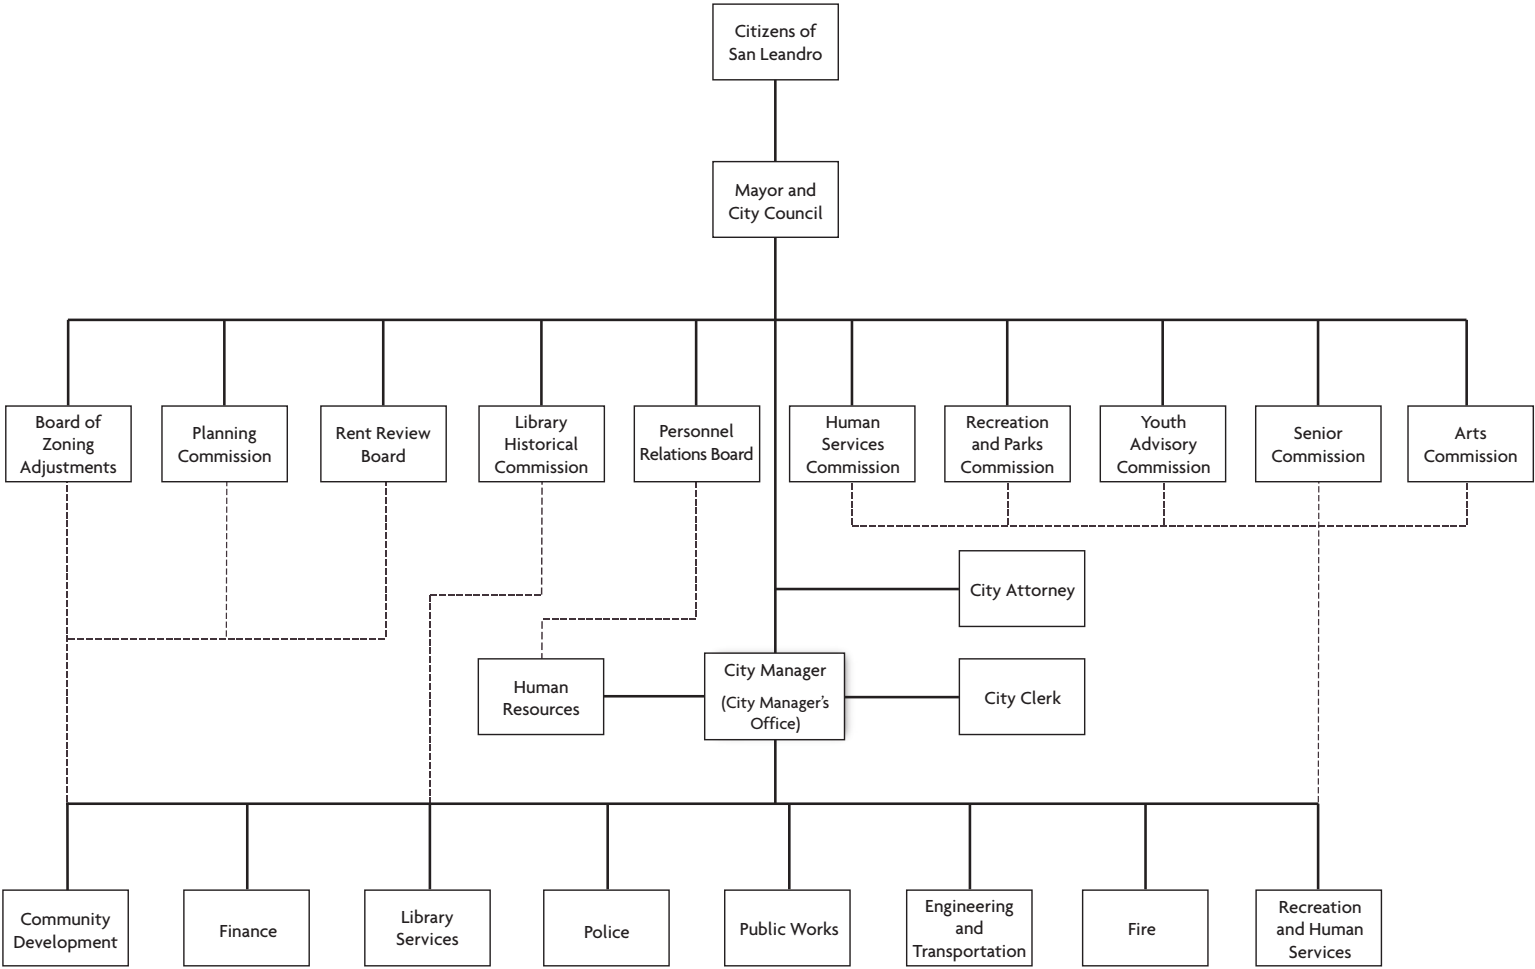 Citizens of
San Leandro
Mayor and
City Council
Board of
Zoning
Adjustments
Planning
Commission
Rent Review
Board
Library
Historical
Commission
Personnel
Relations Board
Human
Services
Commission
Recreation
and Parks
Commission
Youth
Advisory
Commission
Senior
Commission
Arts
Commission
City Attorney
Human
Resources
City Manager
(City Manager's
Office)
City Clerk
Community
Development
Finance
Library
Services
Police
Public Works
Engineering
and
Transportation
Fire
Recreation
and Human
Services